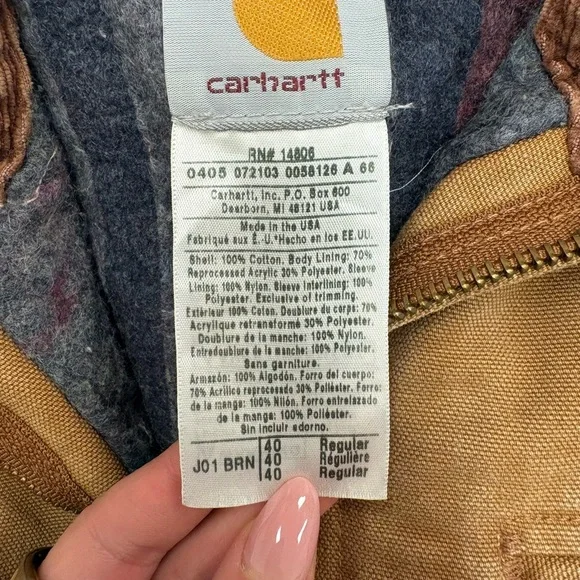 carhartt
RN# 14806
0405 072103 0058126 A 66
Carhartt, Inc. P.O. Box 600
Dearborn, MI 48121 USA
Made in the USA
Fabriqué aux É.-U.*Hecho en los EE.UU.
Shell: 100% Cotton. Body Lining: 70%
Reprocessed Acrylic 30% Polyester. Sleeve
Lining: 100% Nylon. Sleeve Interlining: 100%
Polyester. Exclusive of trimming.
Extérieur 100% Coton. Doublure du corps: 70%
Acrylique retransformé 30% Polyester.
Doublure de la manche: 100% Nylon.
Entredoublure de la manche: 100% Polyester.
Sans garniture.
Armazón: 100% Algodón. Forro del cuerpo:
70% Acrílico reprocesado 30% Poliéster. Forro
de la manga: 100% Nilón. Forro entrelazado
de la manga: 100% Poliéster.
Sin incluir adorno.
J01 BRN 40 Regular
40 Régulière
40 Regular